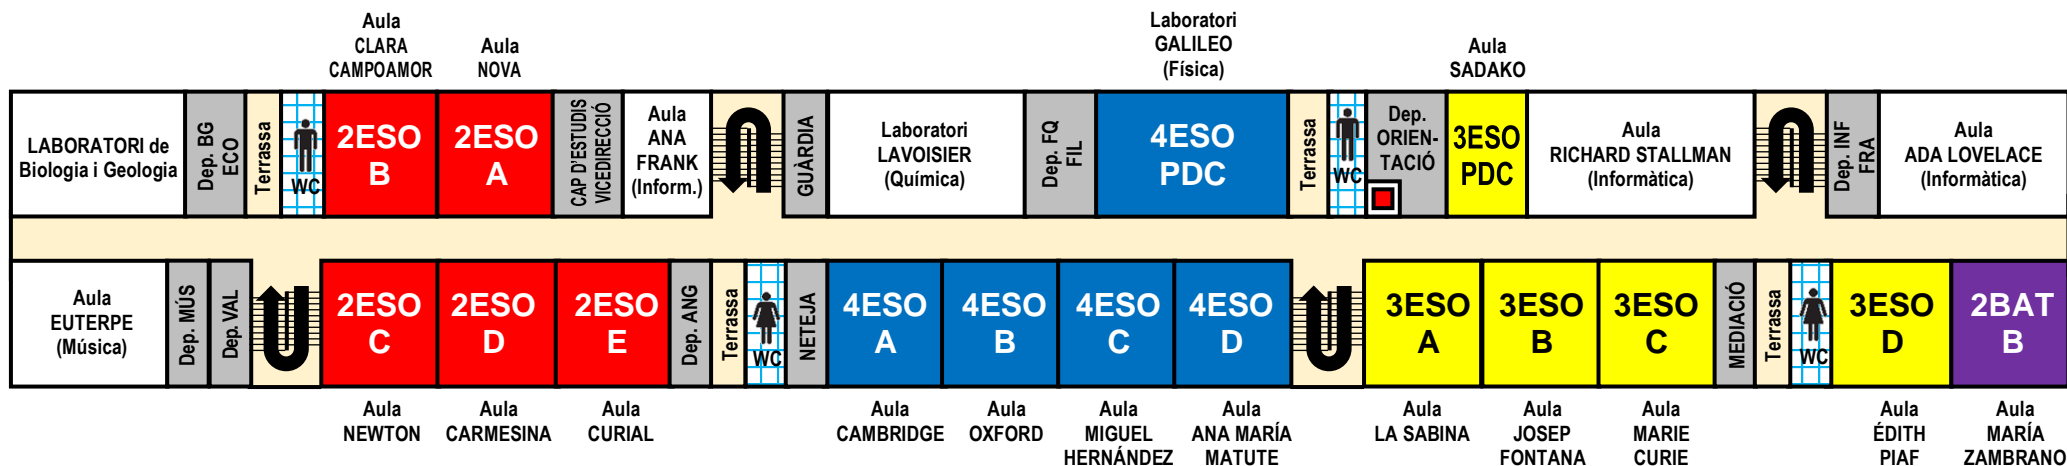 Aula
CLARA
CAMPOAMOR
Aula
NOVA
Laboratori
GALILEO
(Física)
Aula
SADAKO
LABORATORI de
Biologia i Geologia
Dep. BG
ECO
Terrassa
WC
2ESO
B
2ESO
A
CAP D'ESTUDIS
VICEDIRECCIÓ
Aula
ANA
FRANK
(Inform.)
GUÀRDIA
Laboratori
LAVOISIER
(Química)
Dep. FQ
FIL
4ESO
PDC
Terrassa
WC
Dep.
ORIEN-
TACIÓ
3ESO
PDC
Aula
RICHARD STALLMAN
(Informàtica)
Dep. INF
FRA
Aula
ADA LOVELACE
(Informàtica)
Aula
EUTERPE
(Música)
Dep. MÚS
Dep. VAL
2ESO
C
2ESO
D
2ESO
E
Dep. ANG
Terrassa
WC
NETEJA
4ESO
A
4ESO
B
4ESO
C
4ESO
D
3ESO
A
3ESO
B
3ESO
C
MEDIACIÓ
Terrassa
WC
3ESO
D
2BAT
B
Aula
NEWTON
Aula
CARMESINA
Aula
CURIAL
Aula
CAMBRIDGE
Aula
OXFORD
Aula
MIGUEL
HERNÁNDEZ
Aula
ANA MARÍA
MATUTE
Aula
LA SABINA
Aula
JOSEP
FONTANA
Aula
MARIE
CURIE
Aula
ÉDITH
PIAF
Aula
MARÍA
ZAMBRANO